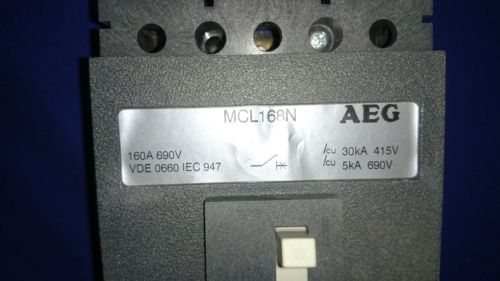 MCL168N AEG
160A 690V Icu 30kA 415V
VDE 0660 IEC 947 Icu 5kA 690V